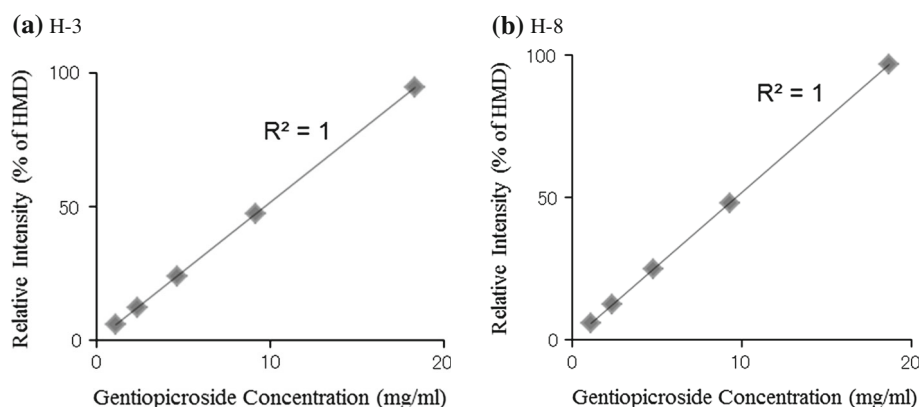 (a) H-3
Relative Intensity (% of HMD)
100
50
0
R² = 1
0 10 20
Gentiopicroside Concentration (mg/ml)
(b) H-8
Relative Intensity (% of HMD)
100
50
0
R² = 1
0 10 20
Gentiopicroside Concentration (mg/ml)